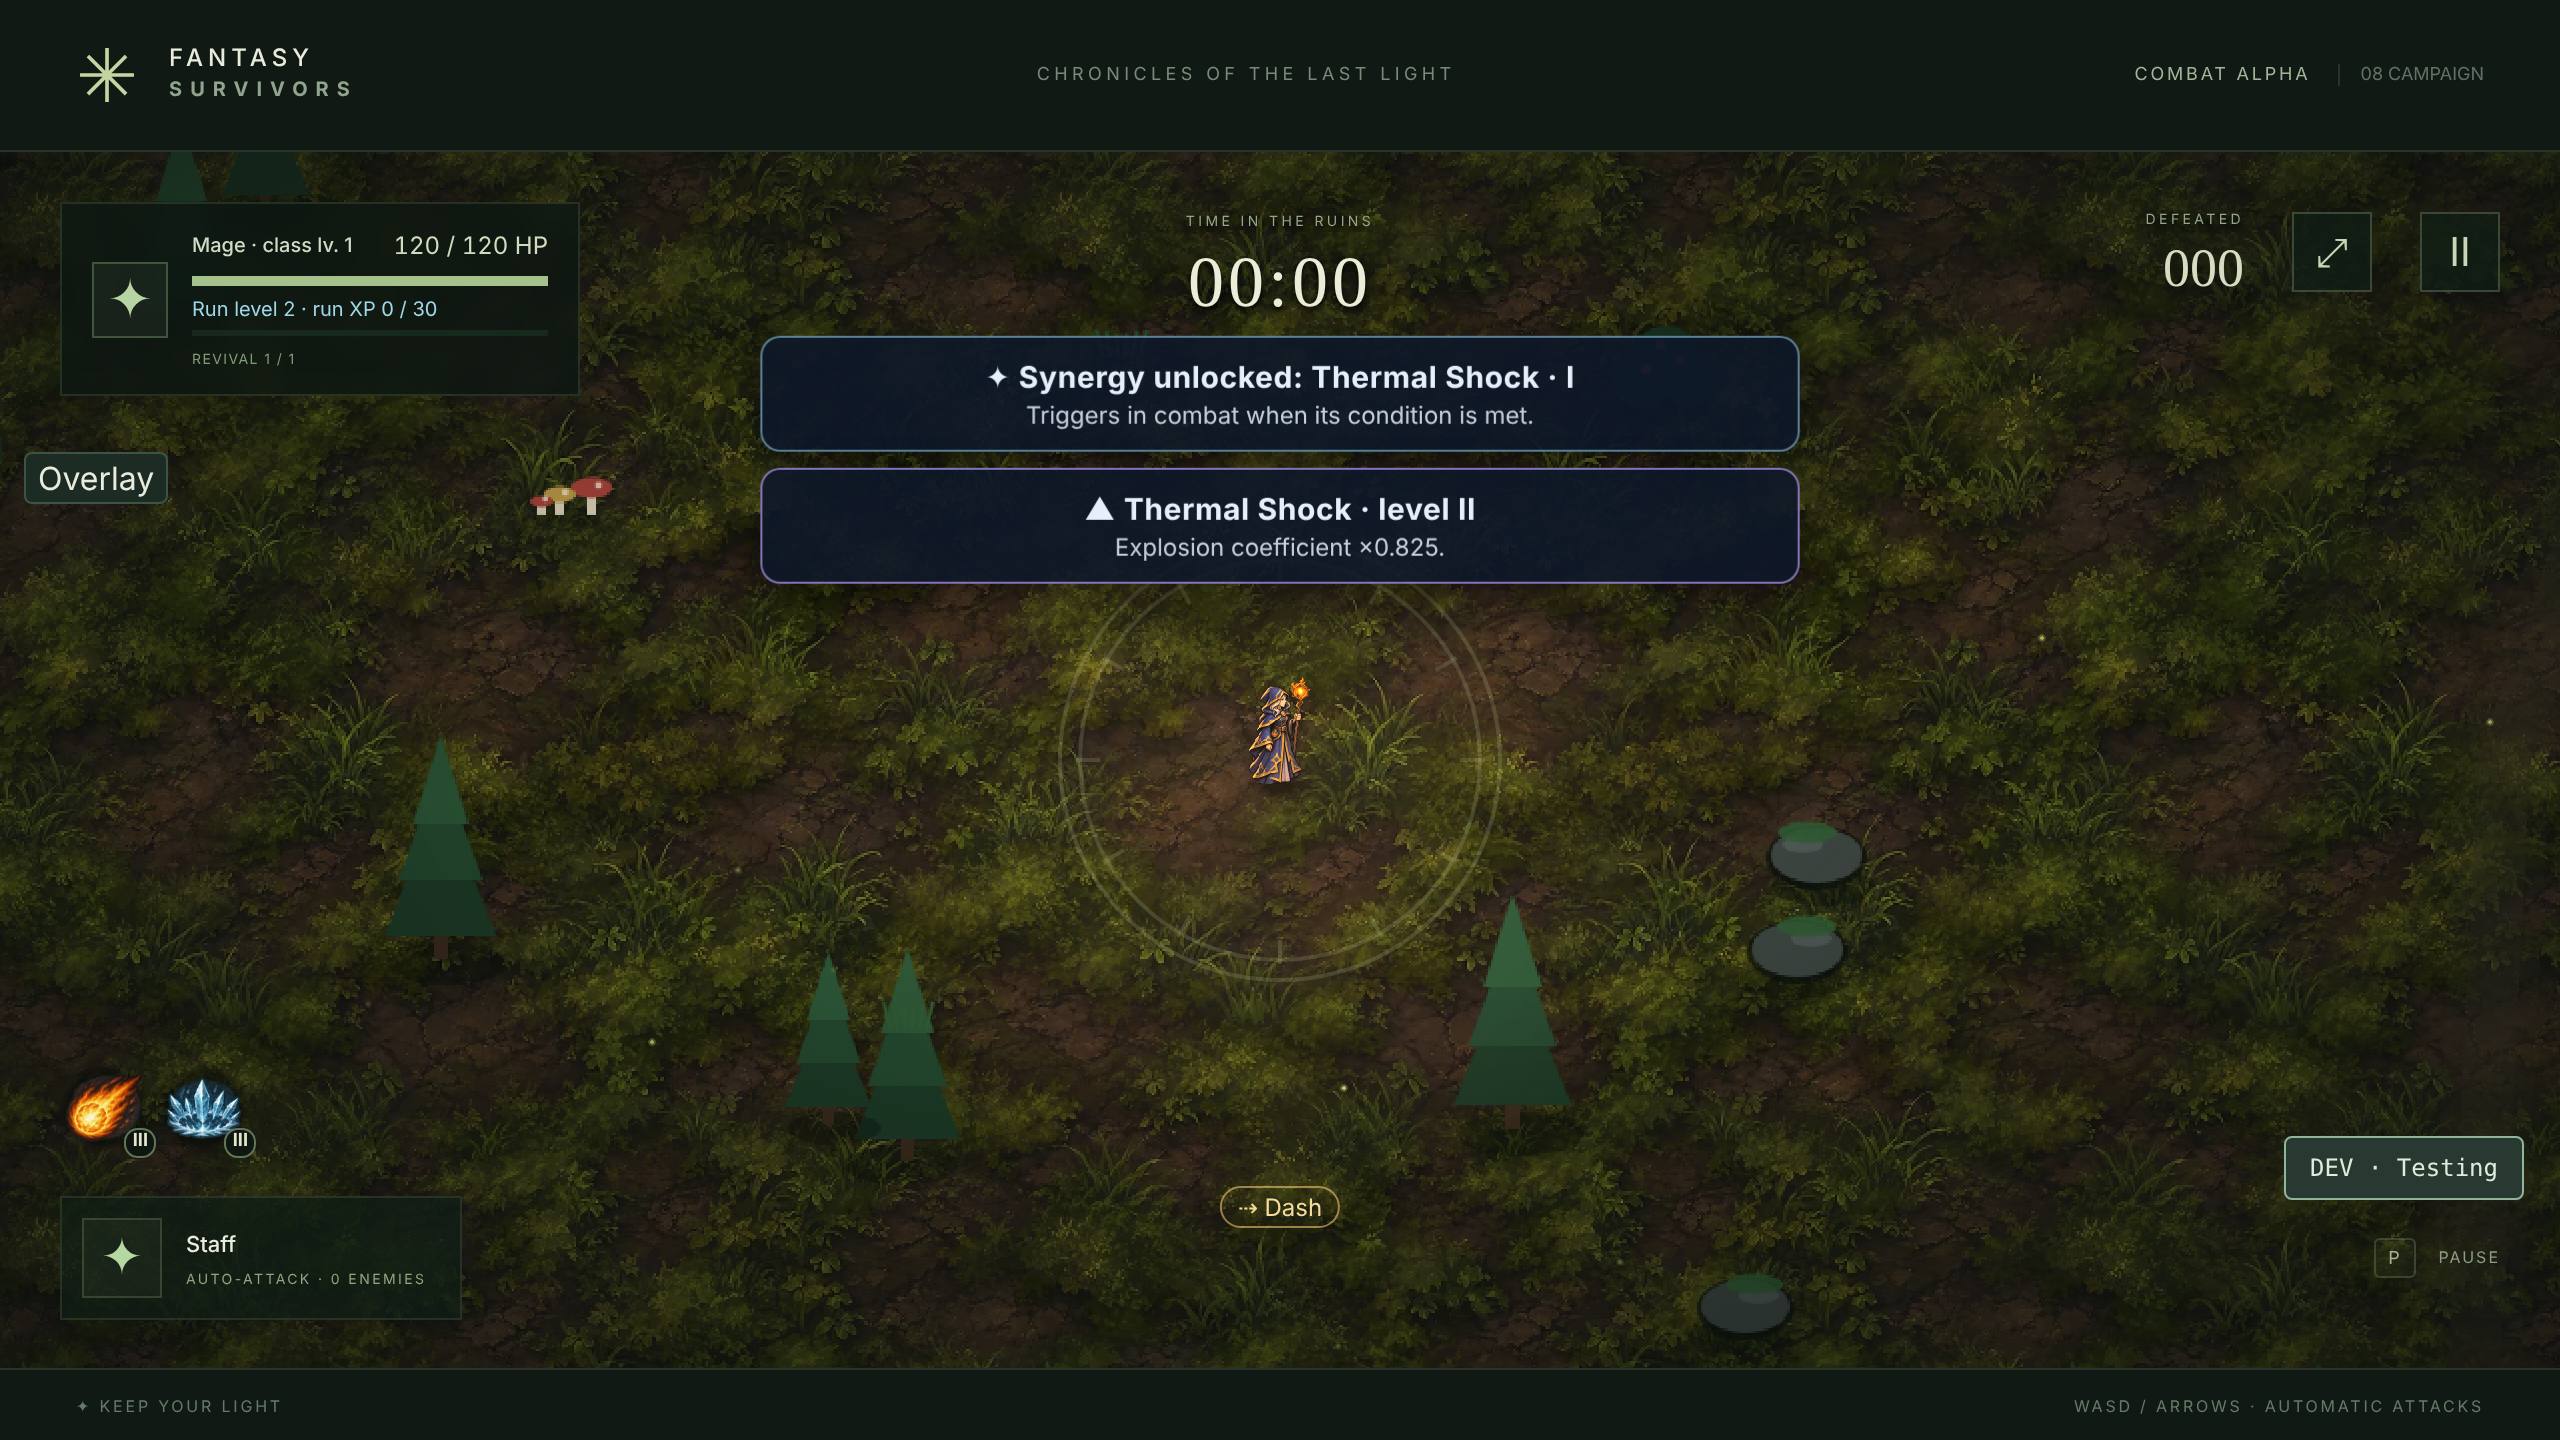 FANTASY
SURVIVORS
CHRONICLES OF THE LAST LIGHT
COMBAT ALPHA
08 CAMPAIGN
Mage · class lv. 1
120 / 120 HP
Run level 2 · run XP 0 / 30
REVIVAL 1 / 1
TIME IN THE RUINS
00:00
DEFEATED
000
✦ Synergy unlocked: Thermal Shock · I
Triggers in combat when its condition is met.
▲ Thermal Shock · level II
Explosion coefficient ×0.825.
Overlay
III
III
Staff
AUTO-ATTACK · 0 ENEMIES
⇢ Dash
DEV · Testing
P
PAUSE
✦ KEEP YOUR LIGHT
WASD / ARROWS · AUTOMATIC ATTACKS